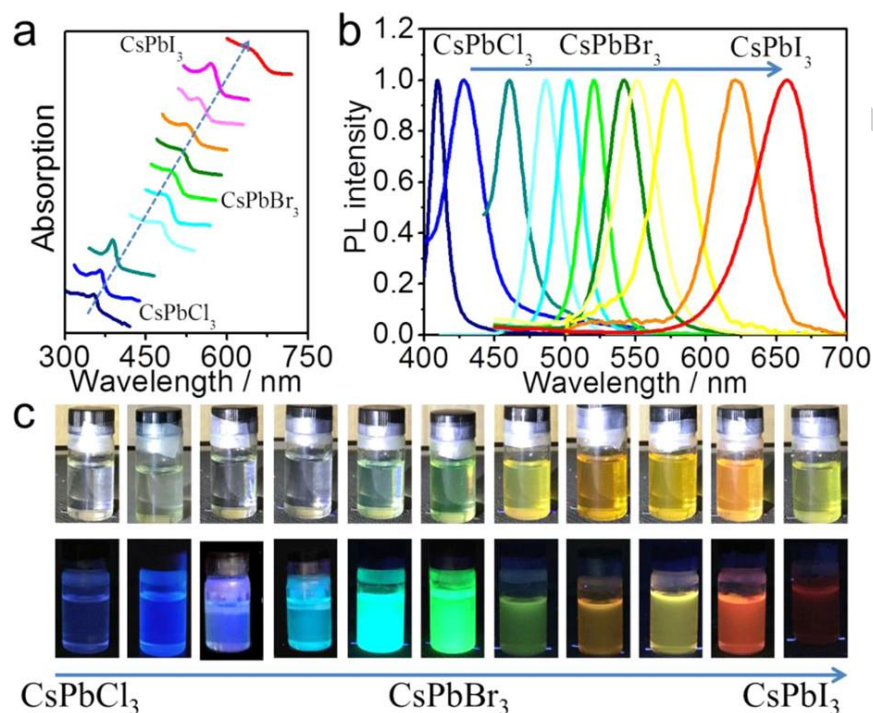 a
CsPbI3
CsPbBr3
CsPbCl3
Absorption
300 450 600 750
Wavelength / nm
b
CsPbCl3 CsPbBr3 CsPbI3
PL intensity
1.2
1.0
0.8
0.6
0.4
0.2
0.0
400 450 500 550 600 650 700
Wavelength / nm
c
CsPbCl3 CsPbBr3 CsPbI3